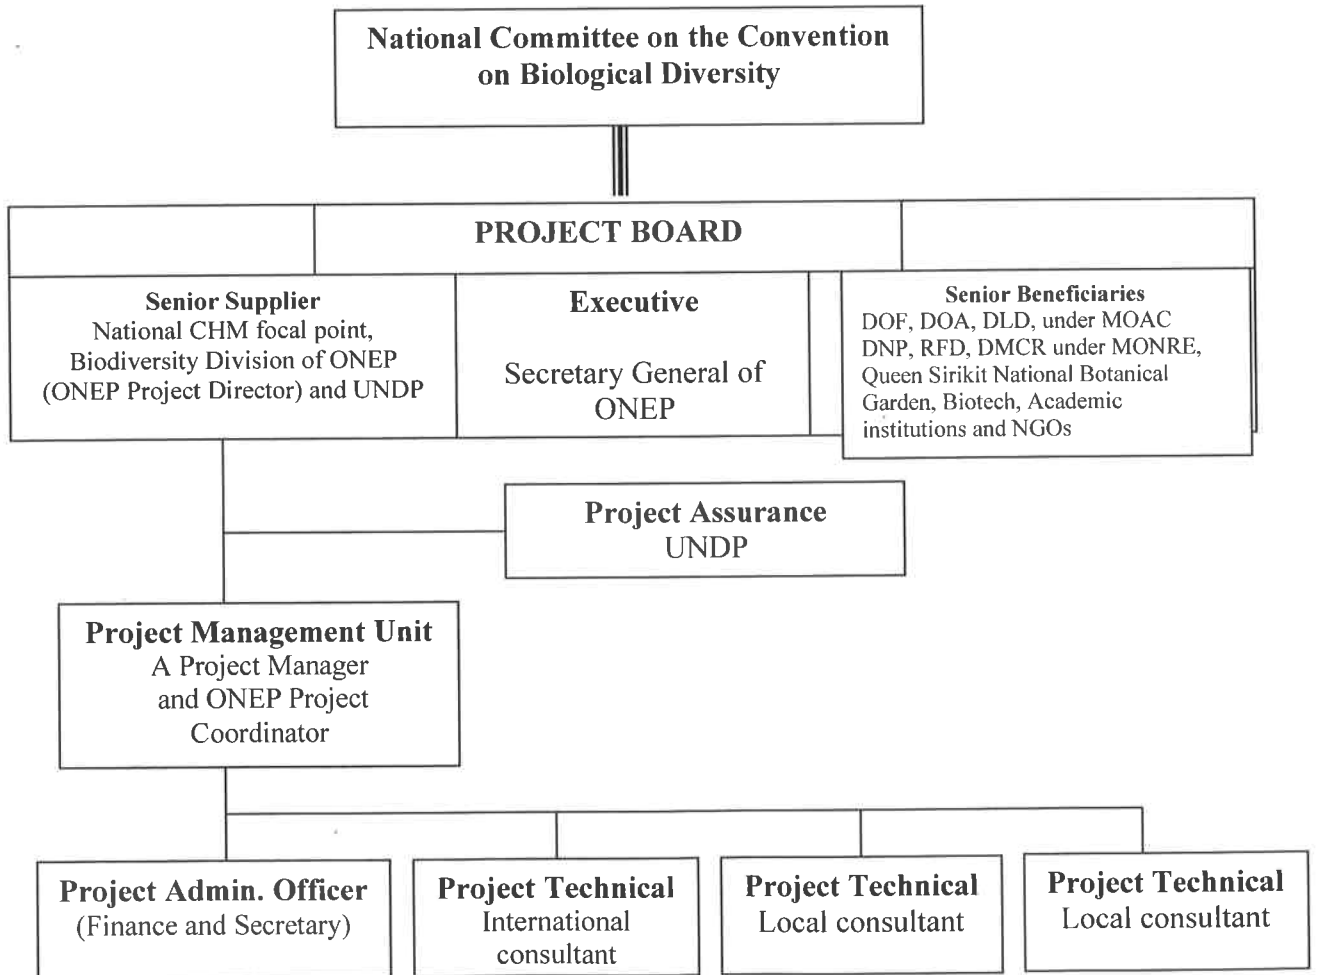 National Committee on the Convention
on Biological Diversity
PROJECT BOARD
Senior Supplier
National CHM focal point,
Biodiversity Division of ONEP
(ONEP Project Director) and UNDP
Executive
Secretary General of
ONEP
Senior Beneficiaries
DOF, DOA, DLD, under MOAC
DNP, RFD, DMCR under MONRE,
Queen Sirikit National Botanical
Garden, Biotech, Academic
institutions and NGOs
Project Assurance
UNDP
Project Management Unit
A Project Manager
and ONEP Project
Coordinator
Project Admin. Officer
(Finance and Secretary)
Project Technical
International
consultant
Project Technical
Local consultant
Project Technical
Local consultant